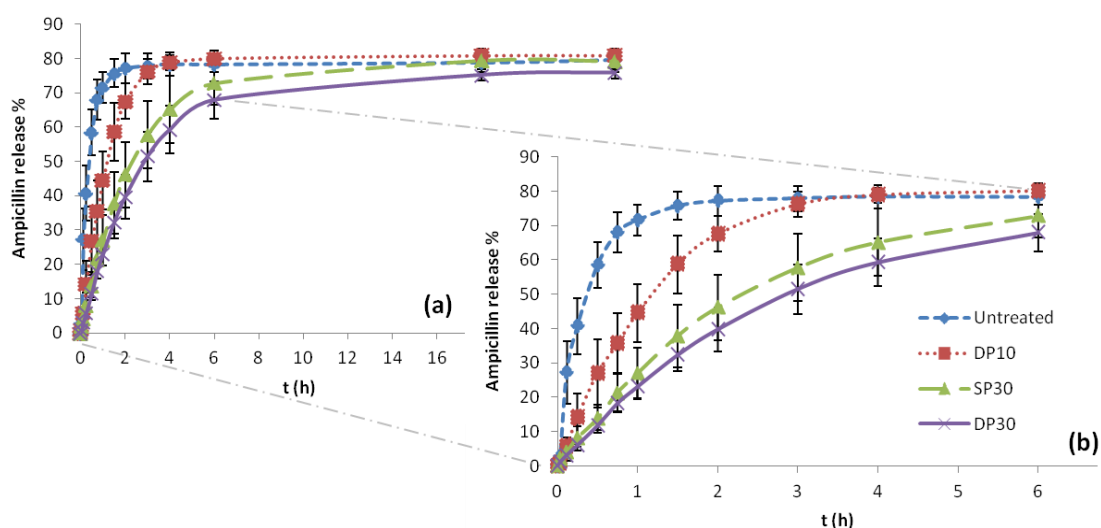 90
80
70
60
50
40
30
20
10
0
Ampicillin release %
(a)
0 2 4 6 8 10 12 14 16
t (h)
90
80
70
60
50
40
30
20
10
0
Ampicillin release %
Untreated
DP10
SP30
DP30
(b)
0 1 2 3 4 5 6
t (h)